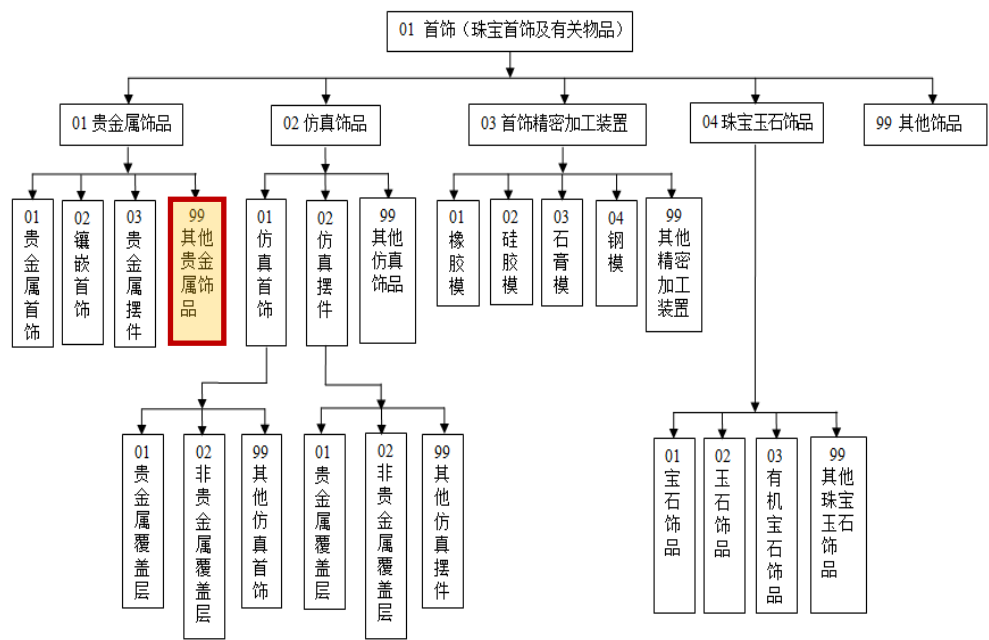 01 首饰（珠宝首饰及有关物品）
01 贵金属饰品
02 仿真饰品
03 首饰精密加工装置
04 珠宝玉石饰品
99 其他饰品
01
贵金属首饰
02
镶嵌首饰
03
贵金属摆件
99
其他
贵金
属饰
品
01
仿真首饰
02
仿真摆件
99
其他
仿真
饰品
01
橡胶模
02
硅胶模
03
石膏模
04
钢模
99
其他
精密
加工
装置
01
贵金属覆盖层
02
非贵金属覆盖层
99
其他仿真首饰
01
贵金属覆盖层
02
非贵金属覆盖层
99
其他仿真摆件
01
宝石饰品
02
玉石饰品
03
有机宝石饰品
99
其他
珠宝
玉石
饰
品